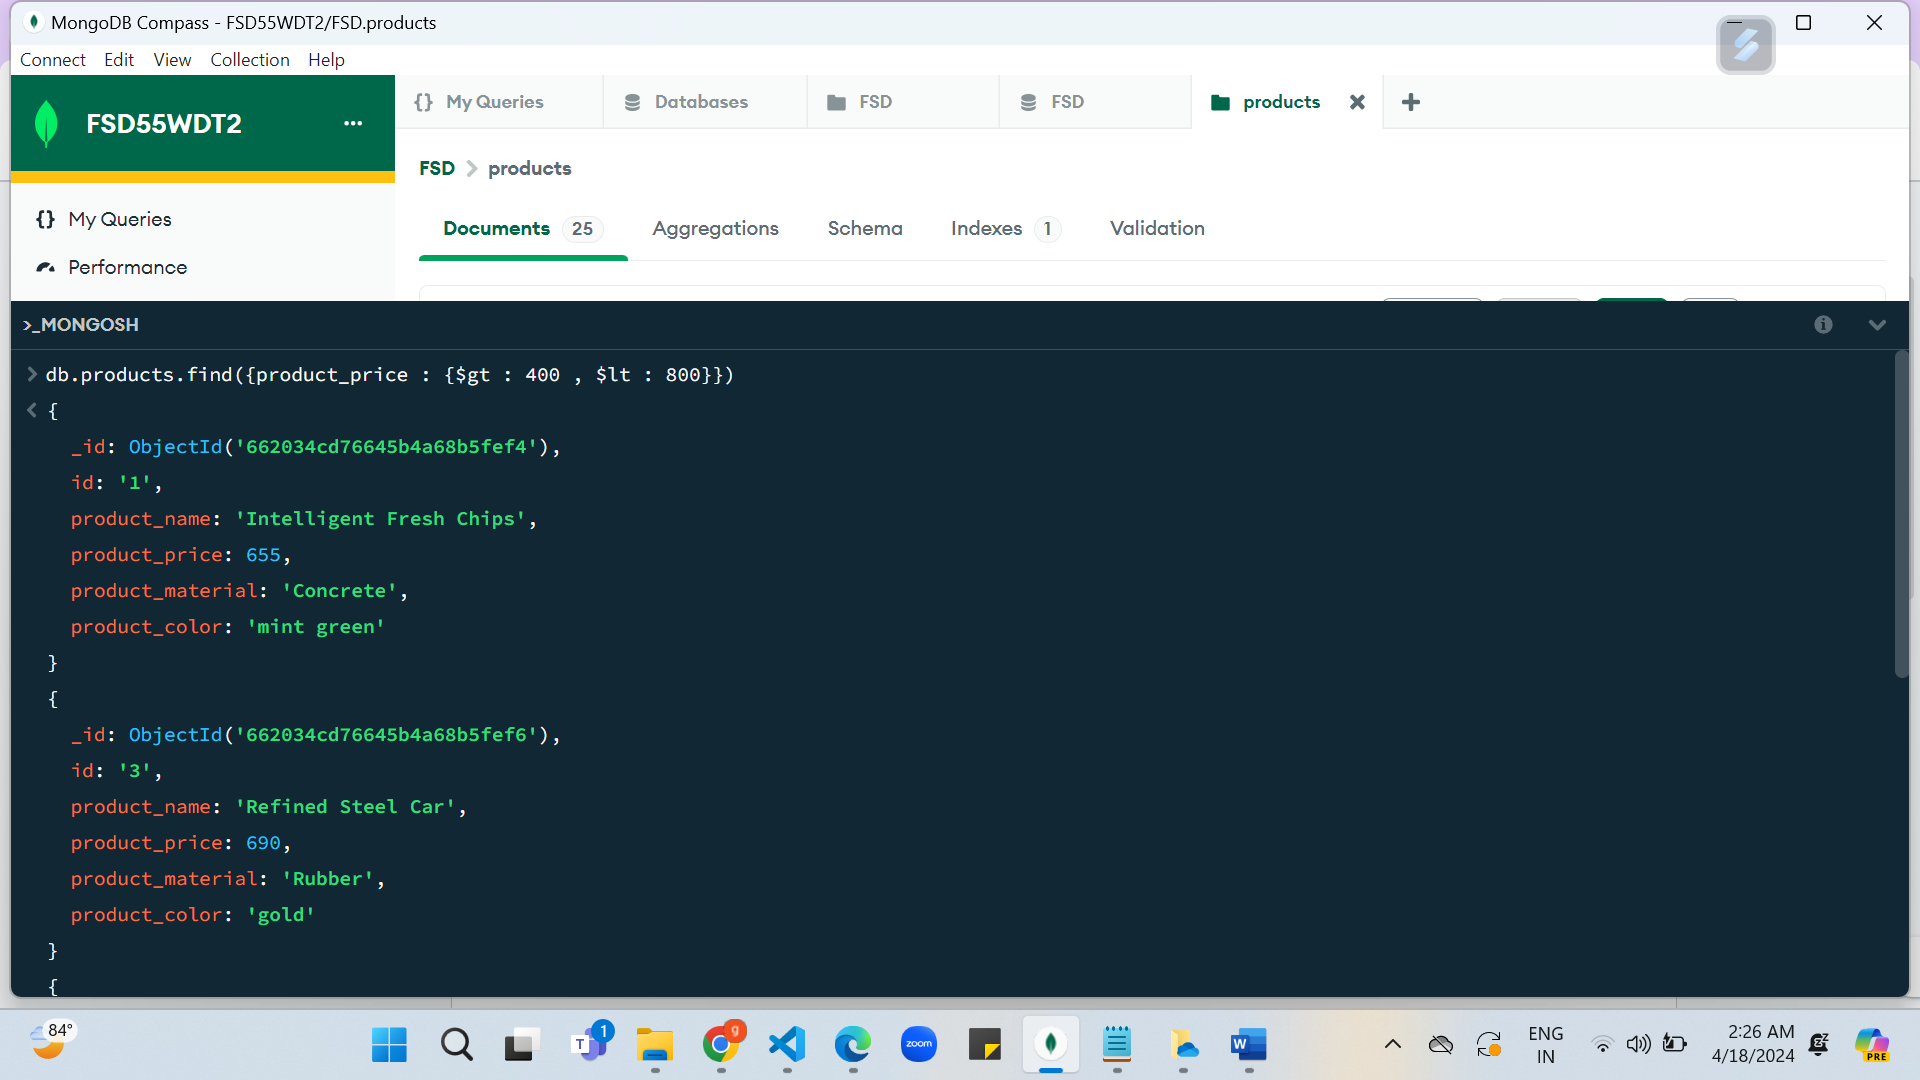 MongoDB Compass - FSD55WDT2/FSD.products
Connect Edit View Collection Help
FSD55WDT2 ...
{} My Queries
Performance
{} My Queries Databases FSD FSD products
FSD > products
Documents 25 Aggregations Schema Indexes 1 Validation
>_MONGOSH
> db.products.find({product_price : {$gt : 400 , $lt : 800}})
< {
_id: ObjectId('662034cd76645b4a68b5fef4'),
id: '1',
product_name: 'Intelligent Fresh Chips',
product_price: 655,
product_material: 'Concrete',
product_color: 'mint green'
}
{
_id: ObjectId('662034cd76645b4a68b5fef6'),
id: '3',
product_name: 'Refined Steel Car',
product_price: 690,
product_material: 'Rubber',
product_color: 'gold'
}
{
84°
T 1
g
zoom
W
ENG
IN
2:26 AM
4/18/2024
PRE